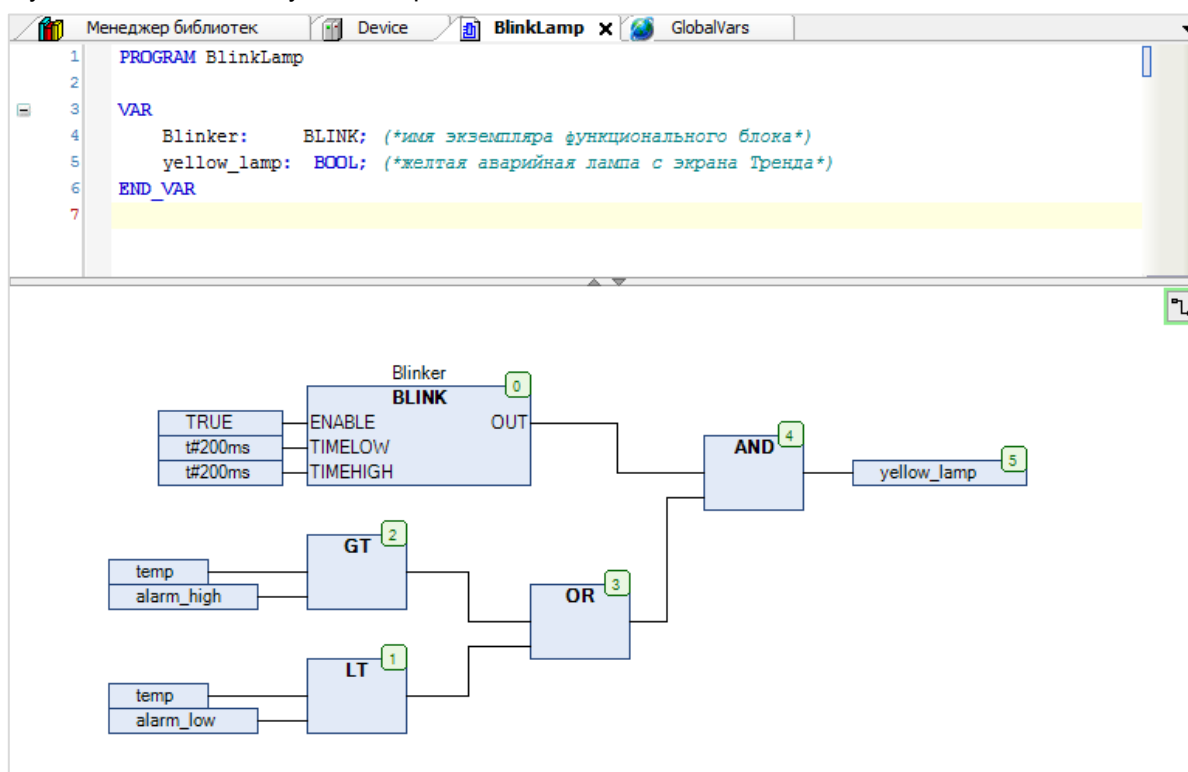 Менеджер библиотек Device BlinkLamp GlobalVars
1 PROGRAM BlinkLamp
2
3 VAR
4 Blinker: BLINK; (*имя экземпляра функционального блока*)
5 yellow_lamp: BOOL; (*желтая аварийная лампа с экрана Тренда*)
6 END_VAR
7
Blinker
BLINK 0
TRUE ENABLE OUT
t#200ms TIMELOW
t#200ms TIMEHIGH
AND 4
yellow_lamp 5
GT 2
temp
alarm_high
OR 3
LT 1
temp
alarm_low